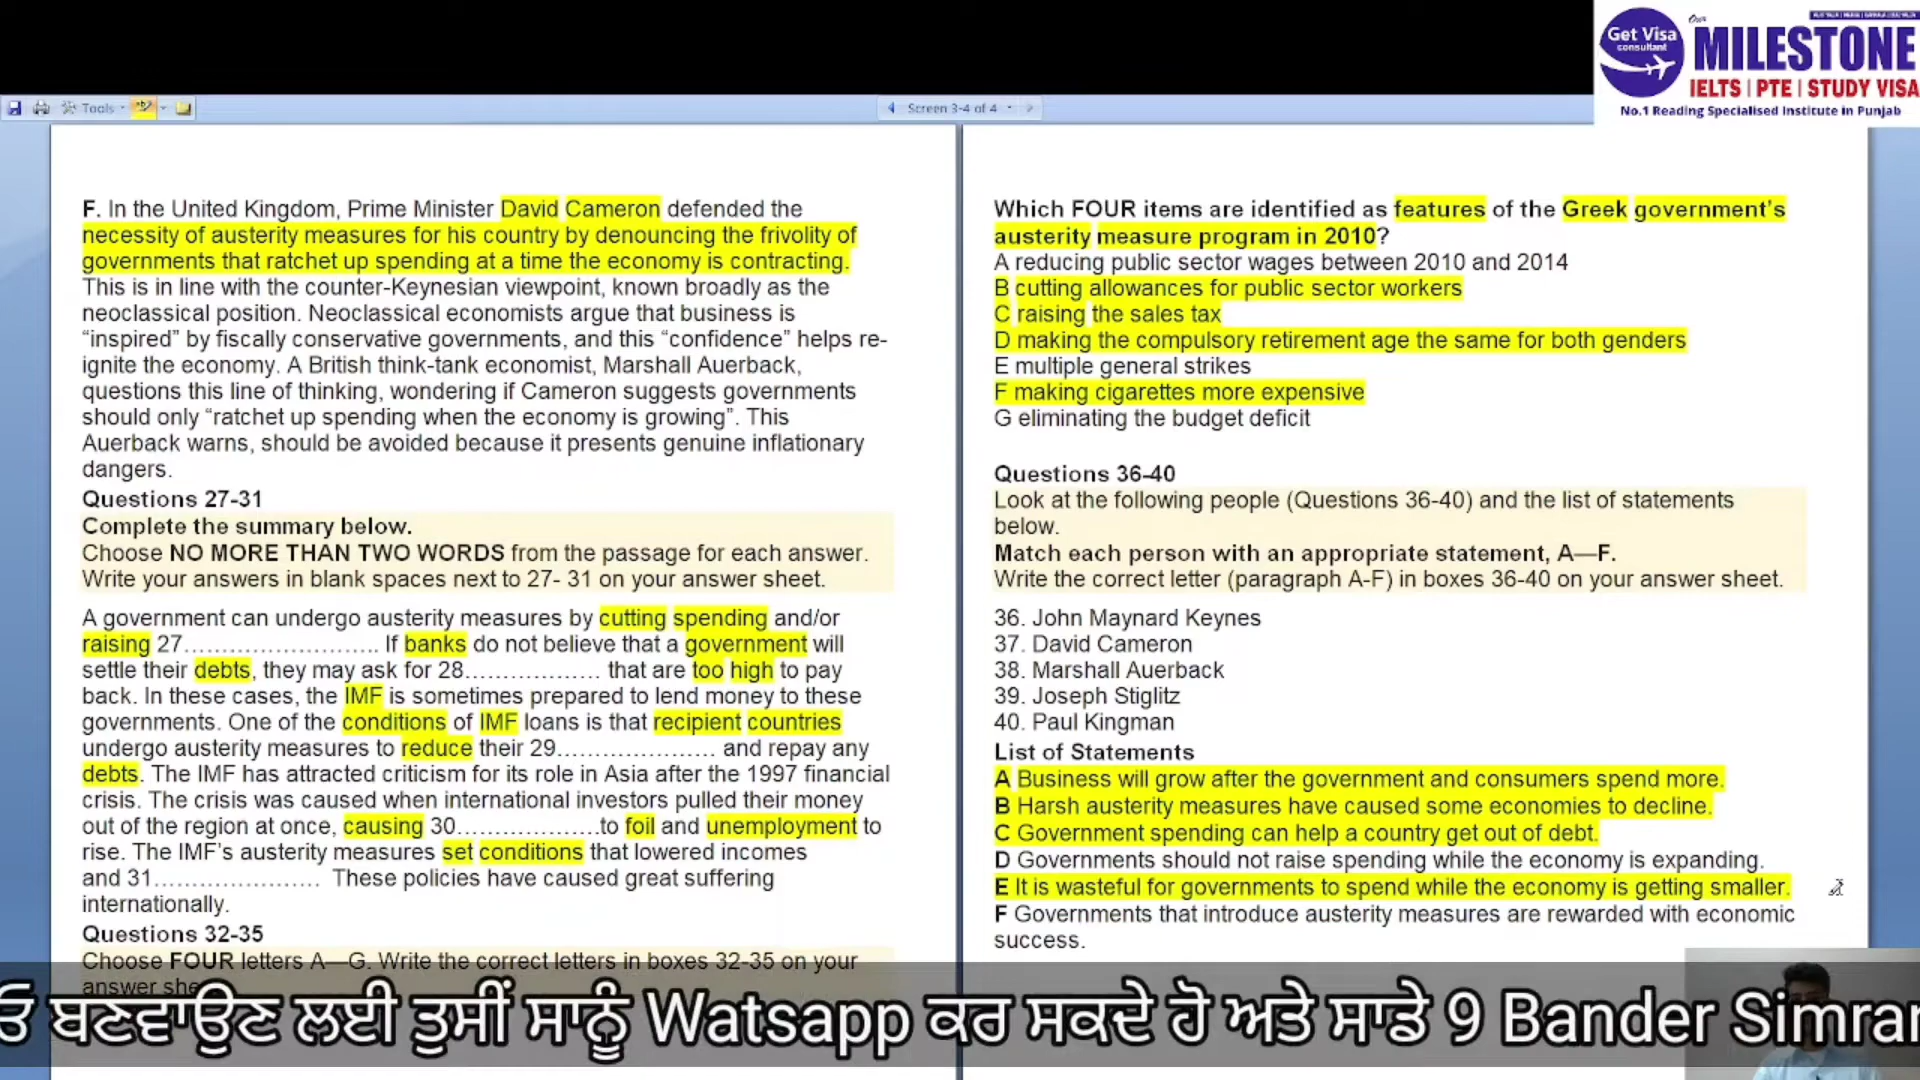 Get Visa
consultant
Our
MILESTONE
IELTS | PTE | STUDY VISA
No.1 Reading Specialised Institute in Punjab
Tools
Screen 3-4 of 4
F. In the United Kingdom, Prime Minister David Cameron defended the
necessity of austerity measures for his country by denouncing the frivolity of
governments that ratchet up spending at a time the economy is contracting.
This is in line with the counter-Keynesian viewpoint, known broadly as the
neoclassical position. Neoclassical economists argue that business is
“inspired” by fiscally conservative governments, and this “confidence” helps re-
ignite the economy. A British think-tank economist, Marshall Auerback,
questions this line of thinking, wondering if Cameron suggests governments
should only “ratchet up spending when the economy is growing”. This
Auerback warns, should be avoided because it presents genuine inflationary
dangers.
Questions 27-31
Complete the summary below.
Choose NO MORE THAN TWO WORDS from the passage for each answer.
Write your answers in blank spaces next to 27- 31 on your answer sheet.
A government can undergo austerity measures by cutting spending and/or
raising 27............................. If banks do not believe that a government will
settle their debts, they may ask for 28.................... that are too high to pay
back. In these cases, the IMF is sometimes prepared to lend money to these
governments. One of the conditions of IMF loans is that recipient countries
undergo austerity measures to reduce their 29....................... and repay any
debts. The IMF has attracted criticism for its role in Asia after the 1997 financial
crisis. The crisis was caused when international investors pulled their money
out of the region at once, causing 30.....................to foil and unemployment to
rise. The IMF’s austerity measures set conditions that lowered incomes
and 31........................ These policies have caused great suffering
internationally.
Questions 32-35
Choose FOUR letters A—G. Write the correct letters in boxes 32-35 on your
answer she
Which FOUR items are identified as features of the Greek government’s
austerity measure program in 2010?
A reducing public sector wages between 2010 and 2014
B cutting allowances for public sector workers
C raising the sales tax
D making the compulsory retirement age the same for both genders
E multiple general strikes
F making cigarettes more expensive
G eliminating the budget deficit
Questions 36-40
Look at the following people (Questions 36-40) and the list of statements
below.
Match each person with an appropriate statement, A—F.
Write the correct letter (paragraph A-F) in boxes 36-40 on your answer sheet.
36. John Maynard Keynes
37. David Cameron
38. Marshall Auerback
39. Joseph Stiglitz
40. Paul Kingman
List of Statements
A Business will grow after the government and consumers spend more.
B Harsh austerity measures have caused some economies to decline.
C Government spending can help a country get out of debt.
D Governments should not raise spending while the economy is expanding.
E It is wasteful for governments to spend while the economy is getting smaller.
F Governments that introduce austerity measures are rewarded with economic
success.
ਓ ਬਣਵਾਉਣ ਲਈ ਤੁਸੀਂ ਸਾਨੂੰ Watsapp ਕਰ ਸਕਦੇ ਹੋ ਅਤੇ ਸਾਡੇ 9 Bander Simran